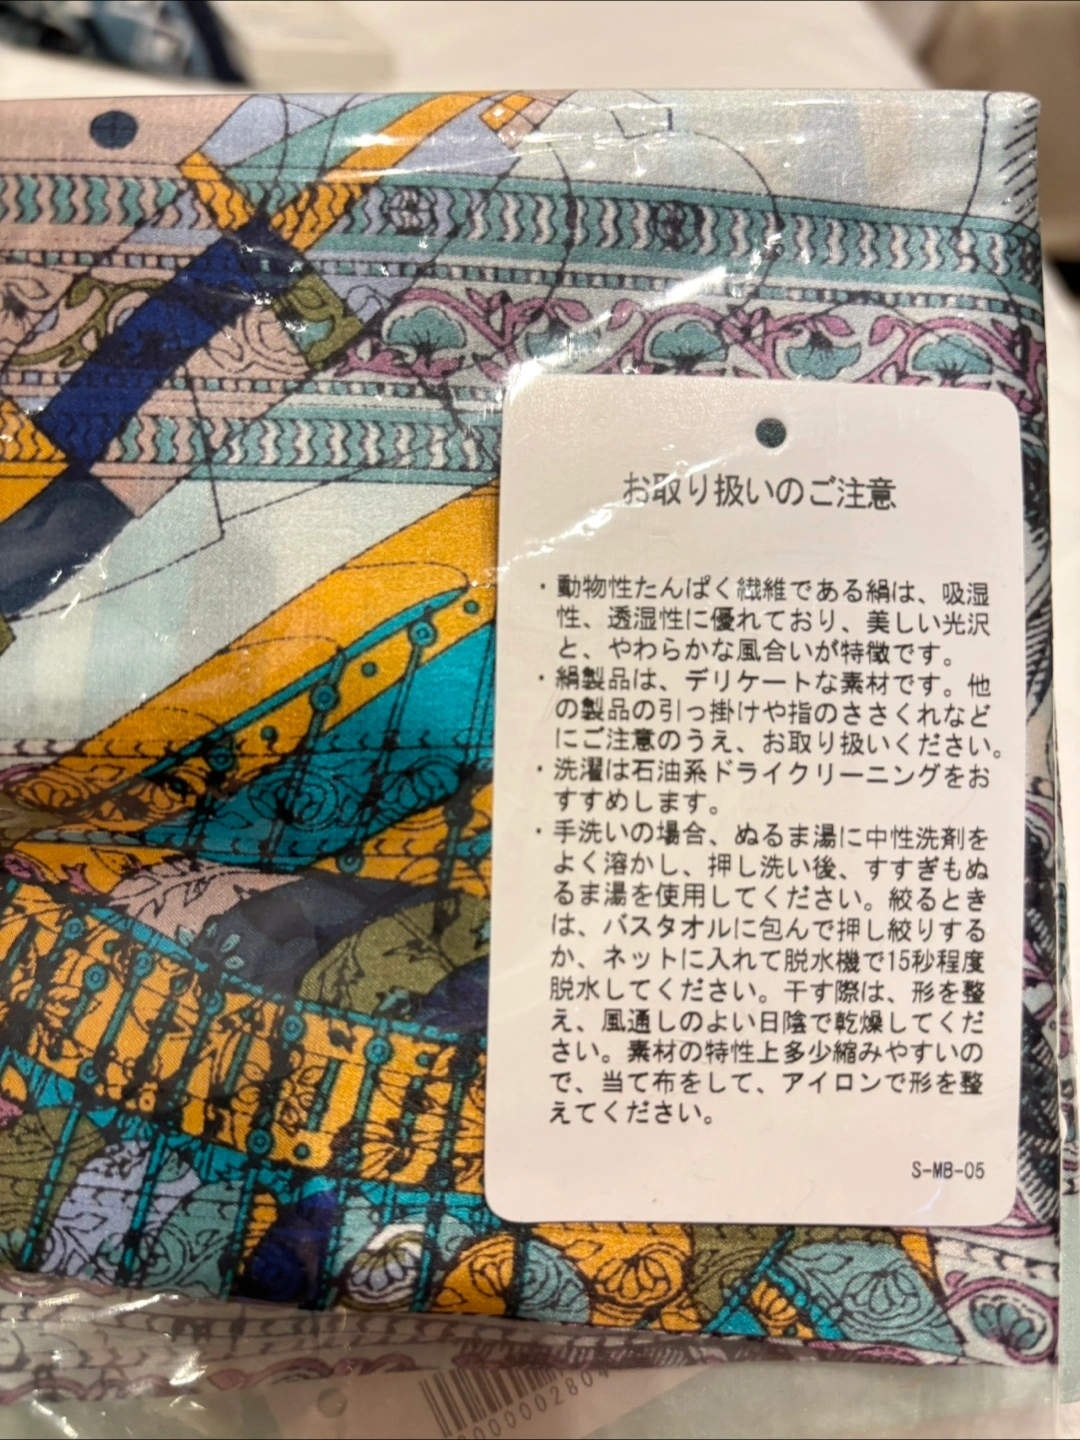 お取り扱いのご注意
・動物性たんぱく繊維である絹は、吸湿
性、透湿性に優れており、美しい光沢
と、やわらかな風合いが特徴です。
・絹製品は、デリケートな素材です。他
の製品の引っ掛けや指のささくれなど
にご注意のうえ、お取り扱いください。
・洗濯は石油系ドライクリーニングをお
すすめします。
・手洗いの場合、ぬるま湯に中性洗剤を
よく溶かし、押し洗い後、すすぎもぬ
るま湯を使用してください。絞るとき
は、バスタオルに包んで押し絞りする
か、ネットに入れて脱水機で15秒程度
脱水してください。干す際は、形を整
え、風通しのよい日陰で乾燥してくだ
さい。素材の特性上多少縮みやすいの
で、当て布をして、アイロンで形を整
えてください。
S-MB-05